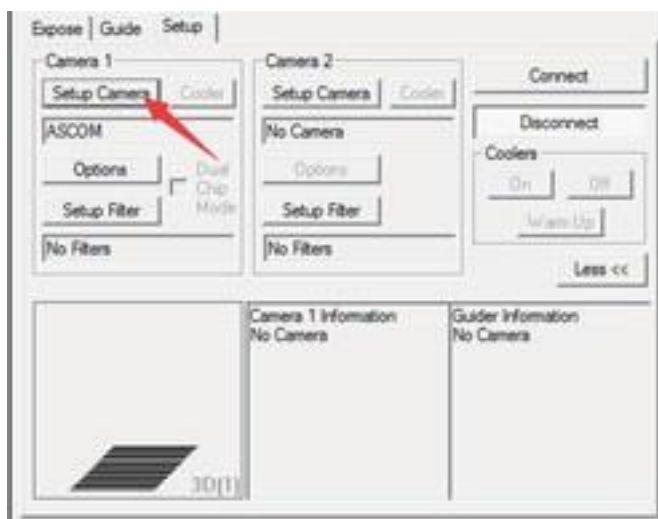 Expose Guide Setup
Camera 1
Setup Camera Cooler
ASCOM
Options
Dual
Chip
Mode
Setup Filter
No Filters
Camera 2
Setup Camera Cooler
No Camera
Options
Setup Filter
No Filters
Connect
Disconnect
Coolers
On Off
Warm Up
Less <<
Camera 1 Information
No Camera
Guider Information
No Camera
3D[1]